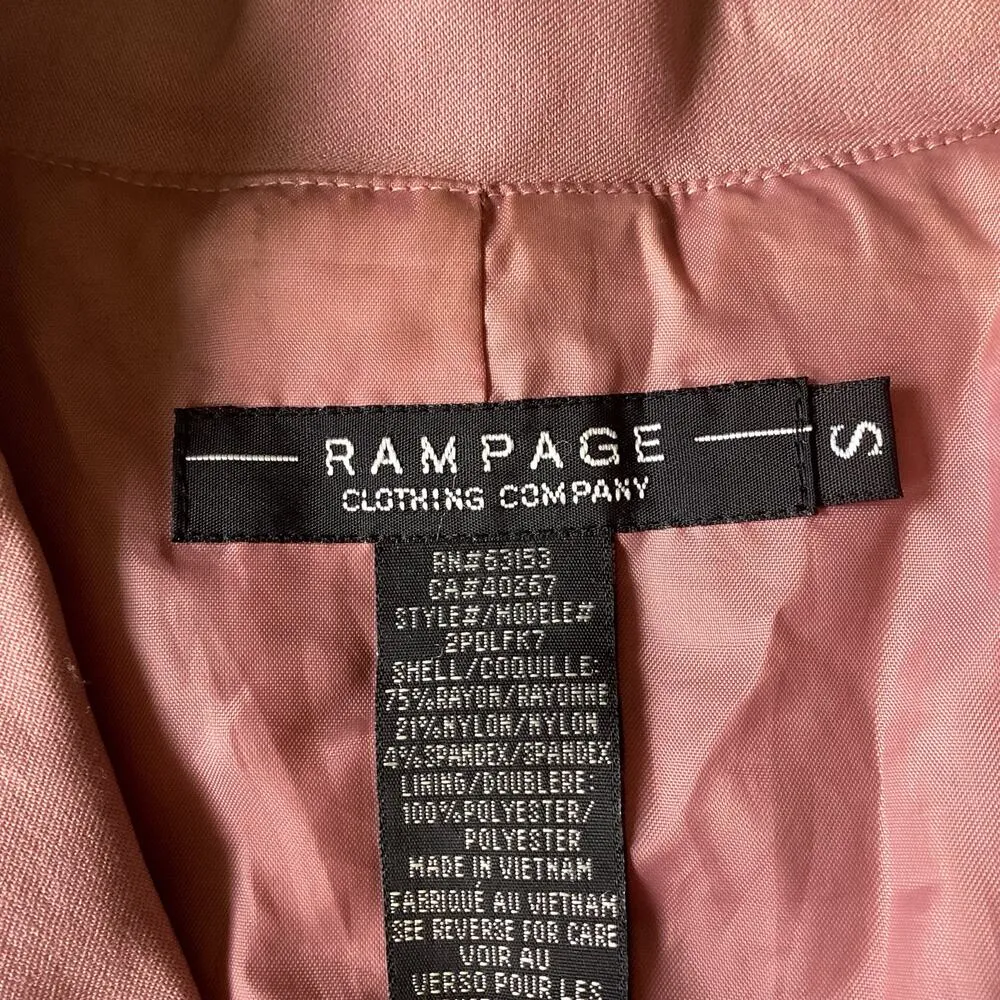 RAMPAGE
CLOTHING COMPANY
S
RN#63153
CA#40267
STYLE#/MODELE#
2POLFK7
SHELL/COQUILLE:
75%RAYON/RAYONNE
21%NYLON/NYLON
4%SPANDEX/SPANDEX
LINING/DOUBLERE:
100%POLYESTER/
POLYESTER
MADE IN VIETNAM
FABRIQUÉ AU VIETNAM
SEE REVERSE FOR CARE
VOIR AU
VERSO POUR LES